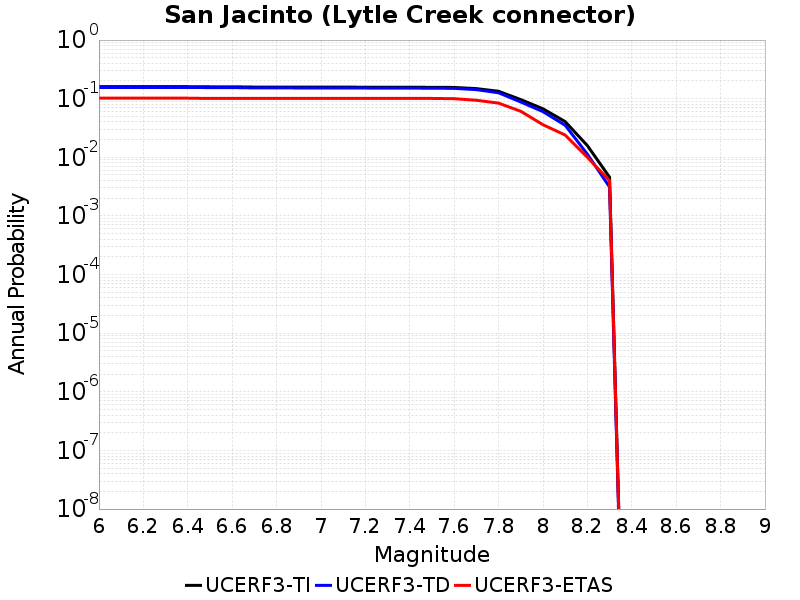 San Jacinto (Lytle Creek connector)
10^0
10^-1
10^-2
10^-3
10^-4
10^-5
10^-6
10^-7
10^-8
Annual Probability
6 6.2 6.4 6.6 6.8 7 7.2 7.4 7.6 7.8 8 8.2 8.4 8.6 8.8 9
Magnitude
UCERF3-TI UCERF3-TD UCERF3-ETAS